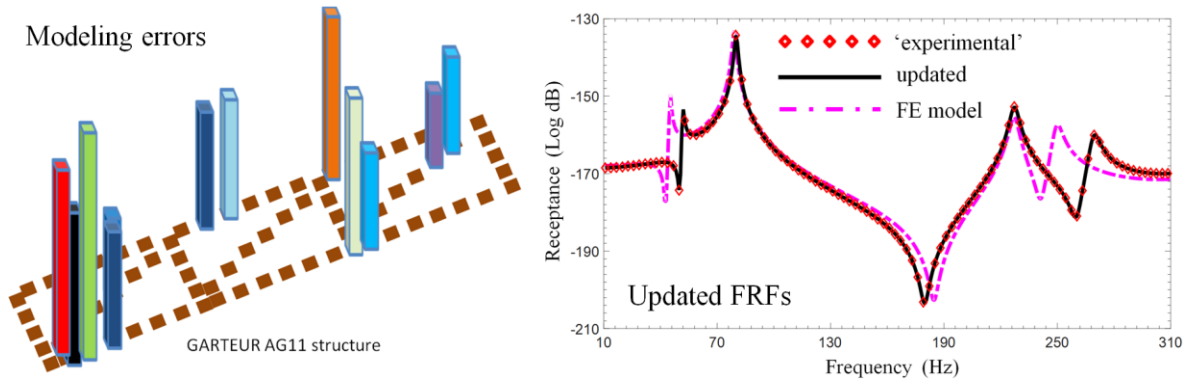 Modeling errors
GARTEUR AG11 structure
-130
-150
-170
-190
-210
Receptance (Log dB)
'experimental'
updated
FE model
Updated FRFs
10 70 130 190 250 310
Frequency (Hz)